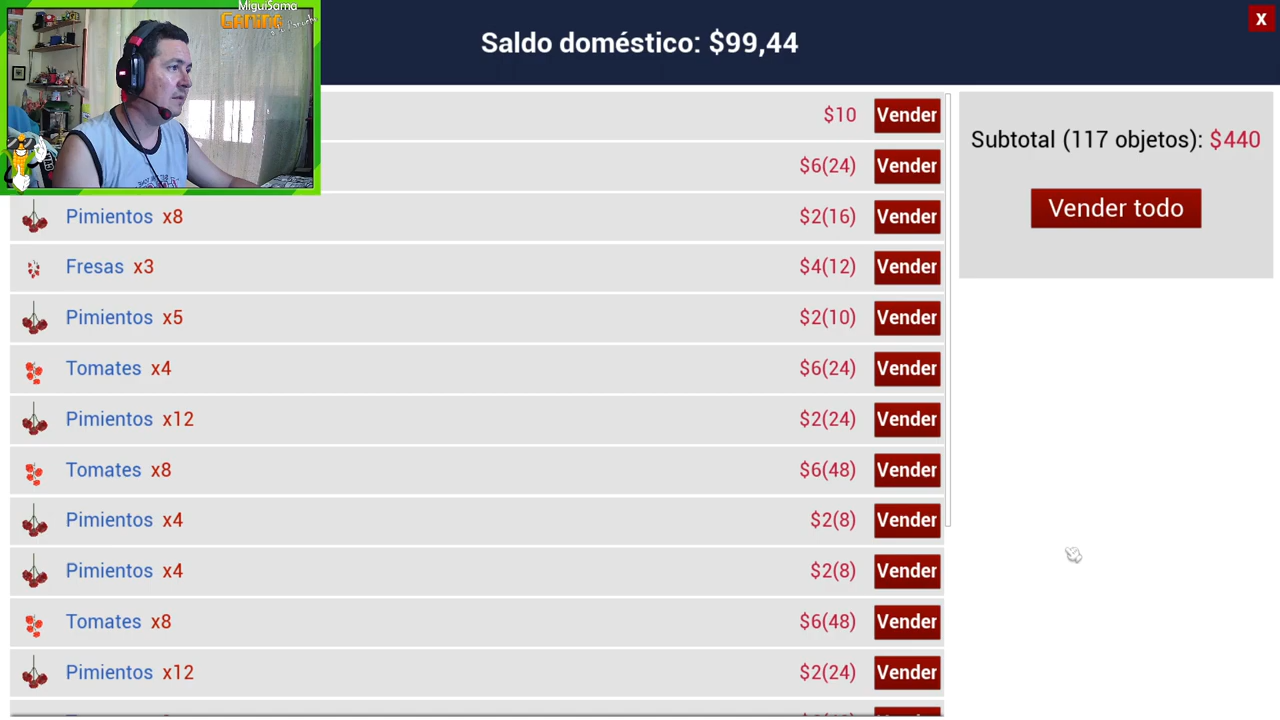 MiguiSama
Gaming
Saldo doméstico: $99,44
X
$10 Vender
$6(24) Vender
Pimientos x8 $2(16) Vender
Fresas x3 $4(12) Vender
Pimientos x5 $2(10) Vender
Tomates x4 $6(24) Vender
Pimientos x12 $2(24) Vender
Tomates x8 $6(48) Vender
Pimientos x4 $2(8) Vender
Pimientos x4 $2(8) Vender
Tomates x8 $6(48) Vender
Pimientos x12 $2(24) Vender
Subtotal (117 objetos): $440
Vender todo